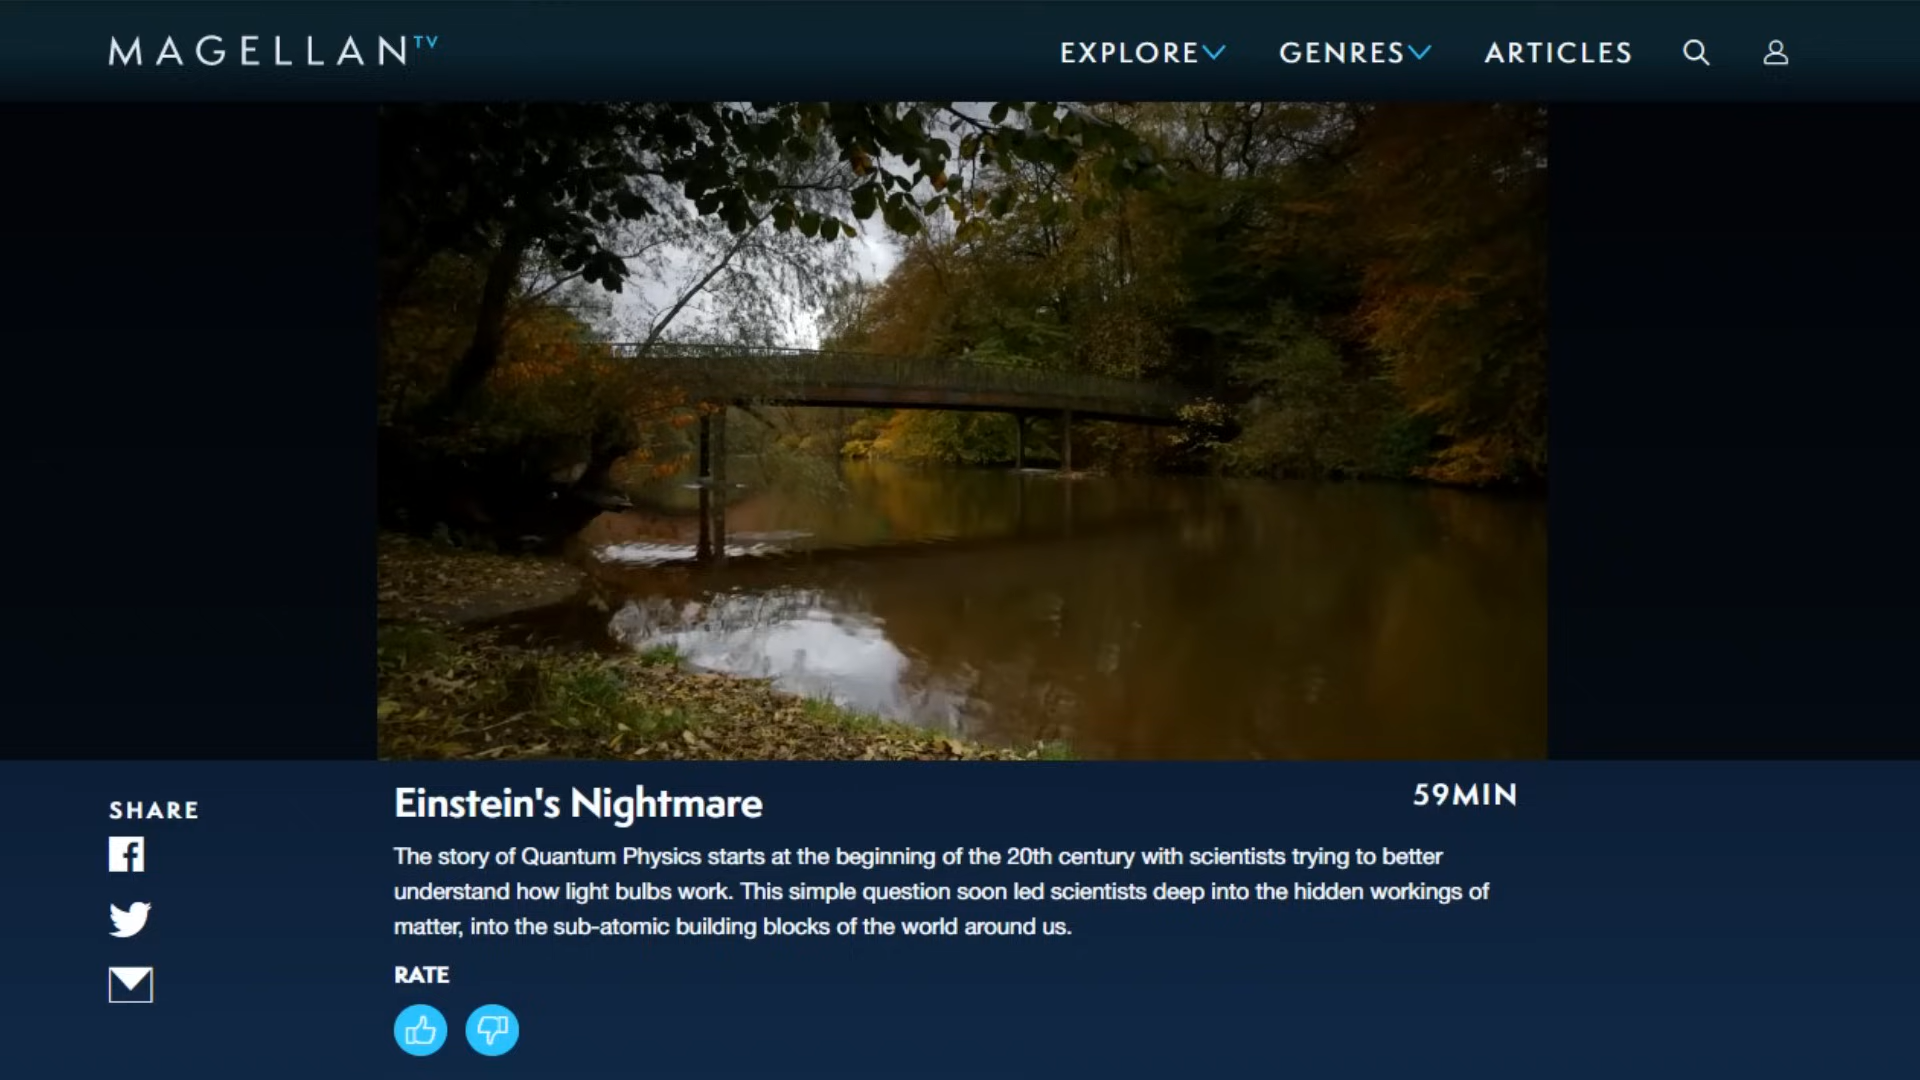 MAGELLAN TV
EXPLORE GENRES ARTICLES
Einstein's Nightmare
59MIN
The story of Quantum Physics starts at the beginning of the 20th century with scientists trying to better
understand how light bulbs work. This simple question soon led scientists deep into the hidden workings of
matter, into the sub-atomic building blocks of the world around us.
RATE
SHARE